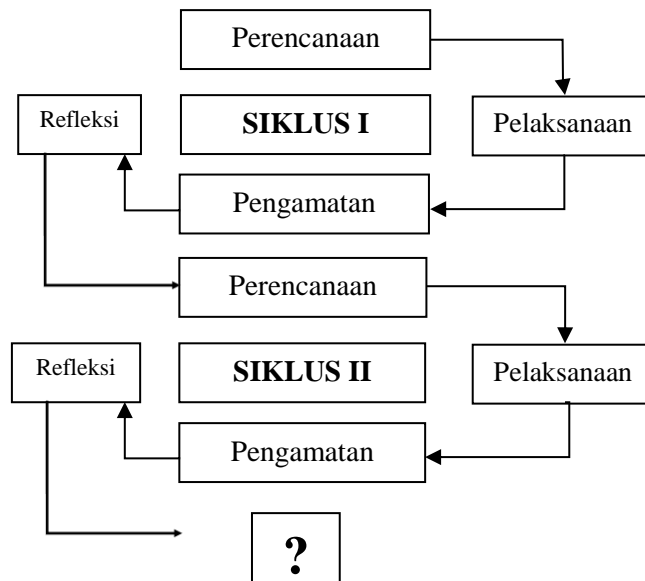 Perencanaan
Refleksi
SIKLUS I
Pelaksanaan
Pengamatan
Perencanaan
Refleksi
SIKLUS II
Pelaksanaan
Pengamatan
?